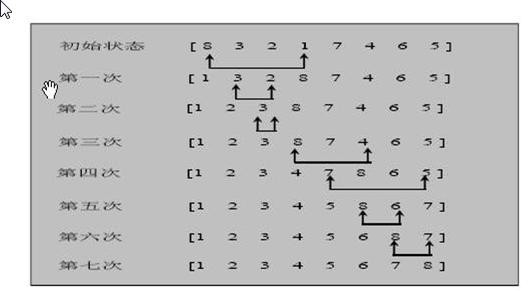 初始状态 [8 3 2 1 7 4 6 5]
第一次 [1 3 2 8 7 4 6 5]
第二次 [1 2 3 8 7 4 6 5]
第三次 [1 2 3 8 7 4 6 5]
第四次 [1 2 3 4 7 8 6 5]
第五次 [1 2 3 4 5 8 6 7]
第六次 [1 2 3 4 5 6 8 7]
第七次 [1 2 3 4 5 6 7 8]